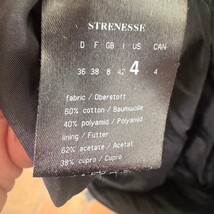 STRENESSE
D F GB I US CAN
36 38 8 42 4 4
fabric / Oberstoff
60% cotton / Baumwolle
40% polyamid / Polyamid
lining / Futter
62% acetate / Acetat
38% cupro / Cupro